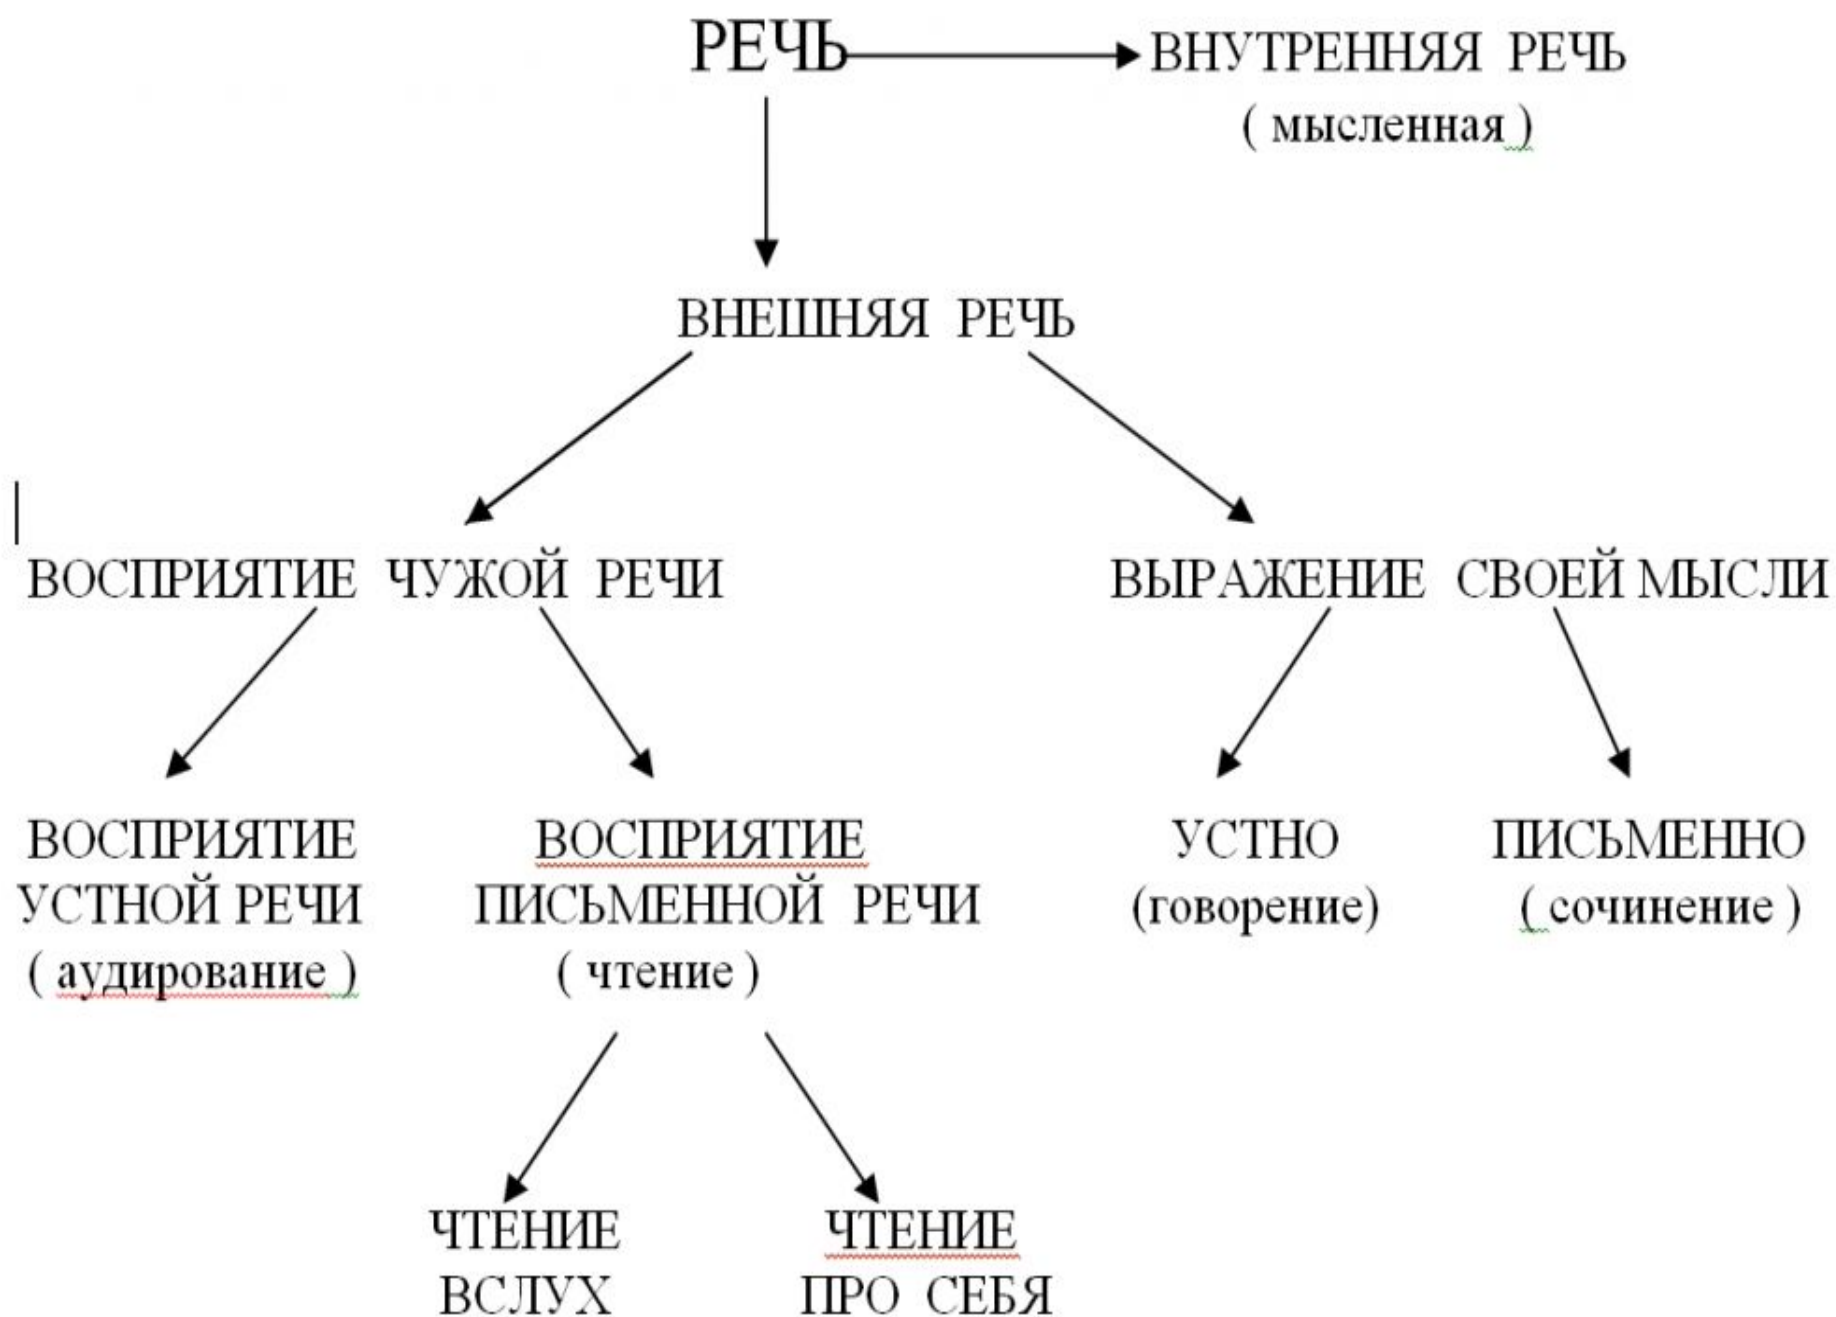 РЕЧЬ
ВНУТРЕННЯЯ РЕЧЬ
( мысленная )
ВНЕШНЯЯ РЕЧЬ
ВОСПРИЯТИЕ ЧУЖОЙ РЕЧИ
ВЫРАЖЕНИЕ СВОЕЙ МЫСЛИ
ВОСПРИЯТИЕ
УСТНОЙ РЕЧИ
( аудирование )
ВОСПРИЯТИЕ
ПИСЬМЕННОЙ РЕЧИ
( чтение )
УСТНО
(говорение)
ПИСЬМЕННО
( сочинение )
ЧТЕНИЕ
ВСЛУХ
ЧТЕНИЕ
ПРО СЕБЯ